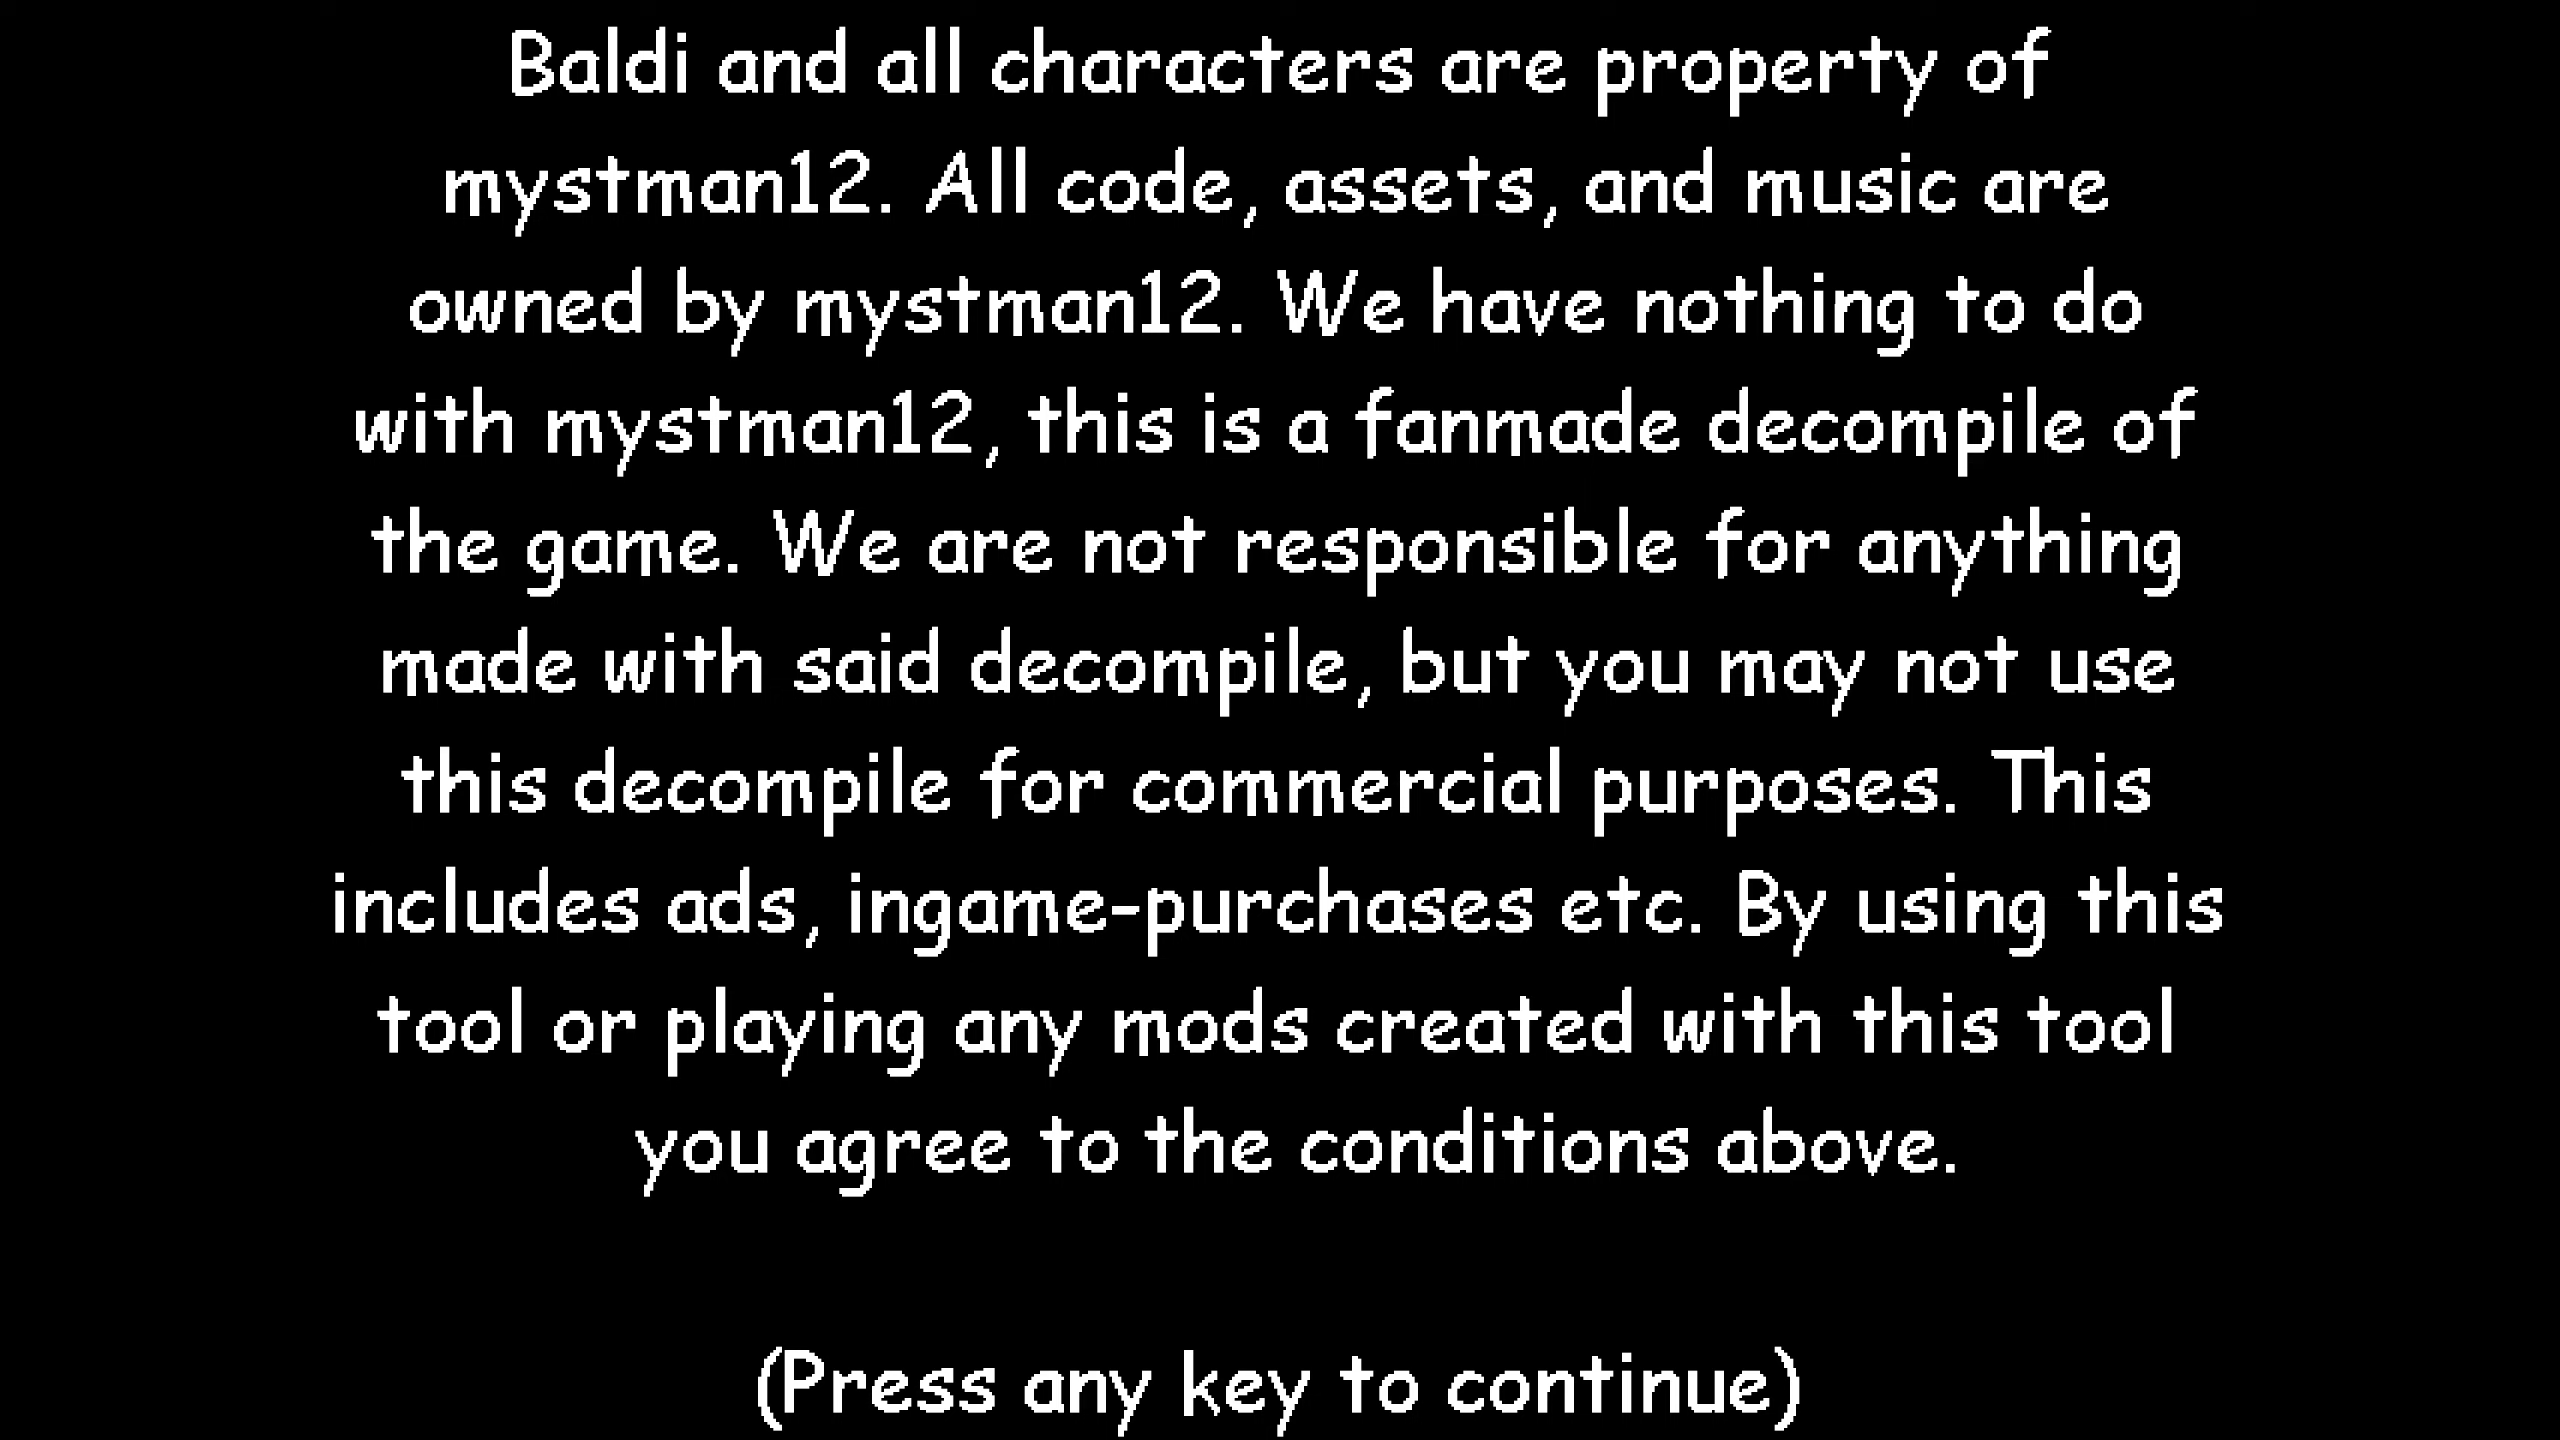 Baldi and all characters are property of
mystman12. All code, assets, and music are
owned by mystman12. We have nothing to do
with mystman12, this is a fanmade decompile of
the game. We are not responsible for anything
made with said decompile, but you may not use
this decompile for commercial purposes. This
includes ads, ingame-purchases etc. By using this
tool or playing any mods created with this tool
you agree to the conditions above.
(Press any key to continue)